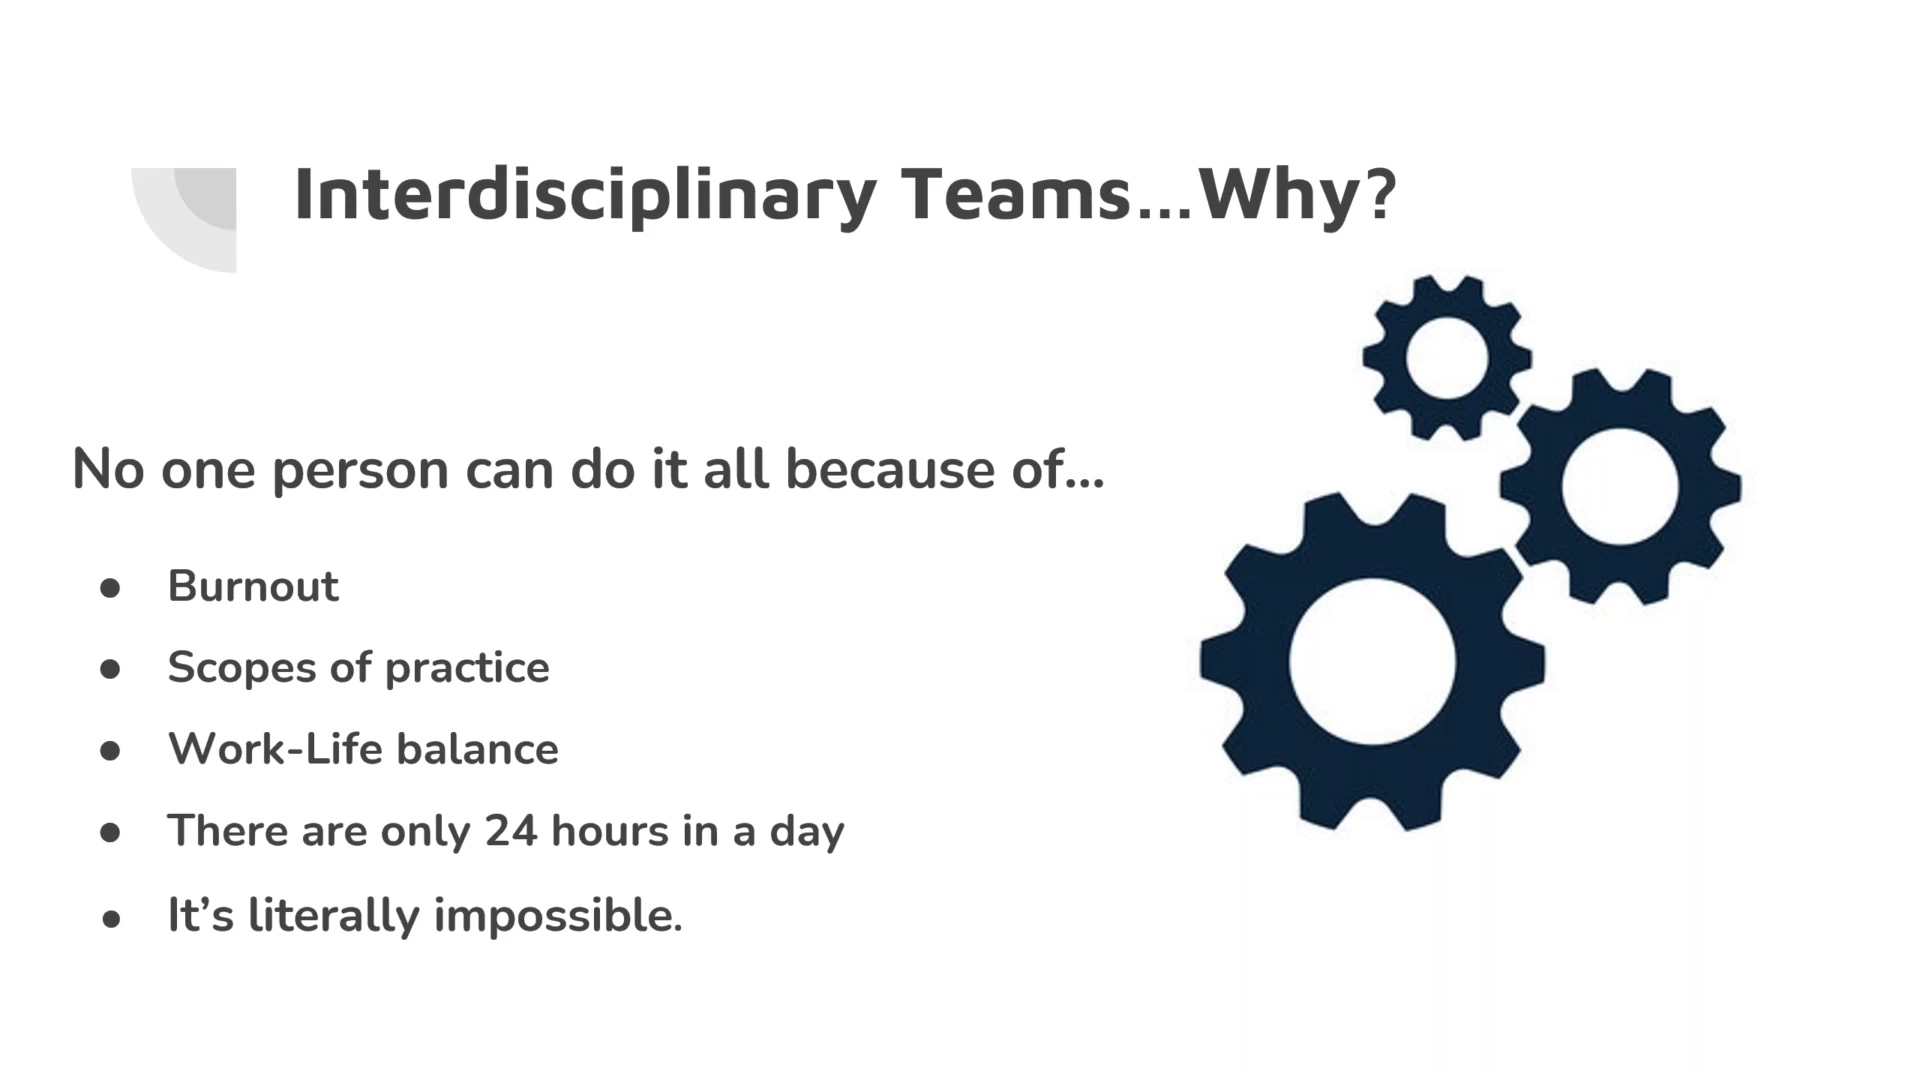 Interdisciplinary Teams...Why?
No one person can do it all because of...
● Burnout
● Scopes of practice
● Work-Life balance
● There are only 24 hours in a day
● It’s literally impossible.